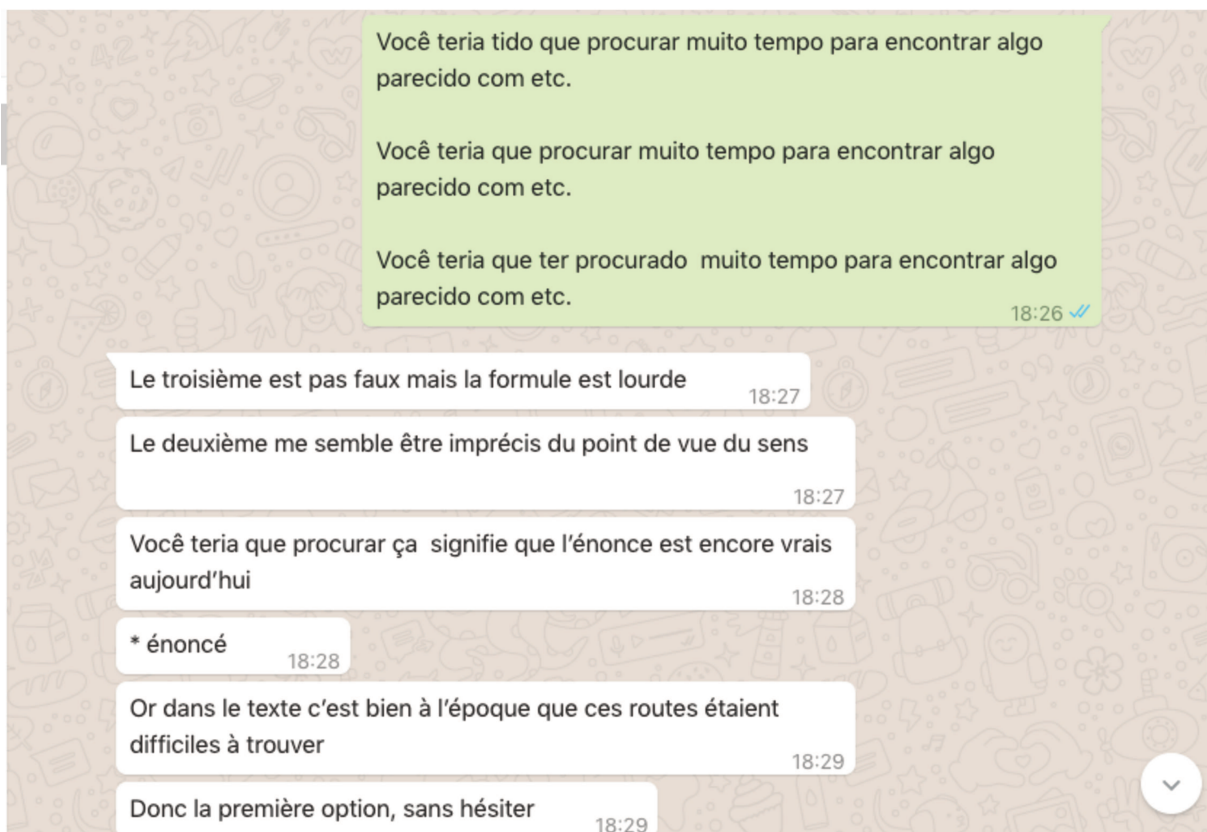 Você teria tido que procurar muito tempo para encontrar algo
parecido com etc.
Você teria que procurar muito tempo para encontrar algo
parecido com etc.
Você teria que ter procurado  muito tempo para encontrar algo
parecido com etc.
18:26
Le troisième est pas faux mais la formule est lourde
18:27
Le deuxième me semble être imprécis du point de vue du sens
18:27
Você teria que procurar ça  signifie que l’énonce est encore vrais
aujourd’hui
18:28
* énoncé
18:28
Or dans le texte c’est bien à l’époque que ces routes étaient
difficiles à trouver
18:29
Donc la première option, sans hésiter
18:29